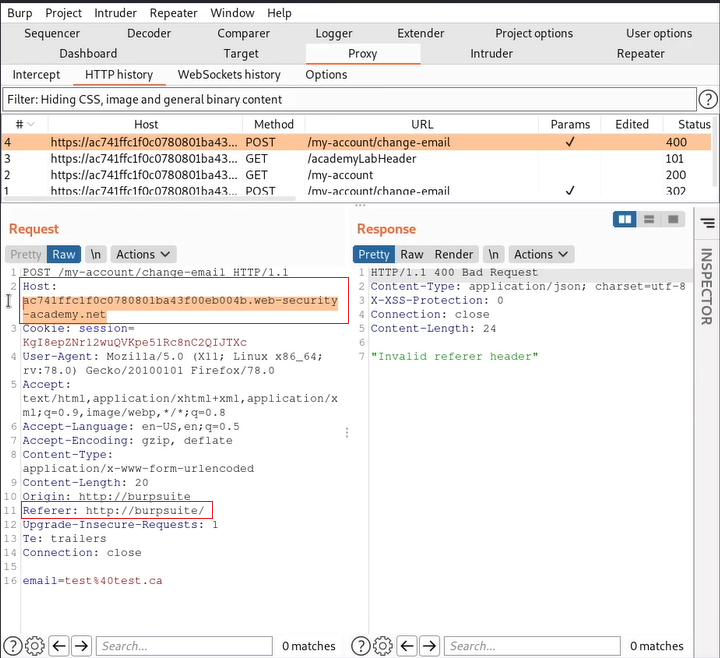 Burp Project Intruder Repeater Window Help
Sequencer Decoder Comparer Logger Extender Project options User options
Dashboard Target Proxy Intruder Repeater
Intercept HTTP history WebSockets history Options
Filter: Hiding CSS, image and general binary content ?
# Host Method URL Params Edited Status
4 https://ac741ffc1f0c0780801ba43... POST /my-account/change-email ✓ 400
3 https://ac741ffc1f0c0780801ba43... GET /academyLabHeader 101
2 https://ac741ffc1f0c0780801ba43... GET /my-account 200
1 https://ac741ffc1f0c0780801ba43... POST /my-account/change-email ✓ 302
Request
Pretty Raw \n Actions
1 POST /my-account/change-email HTTP/1.1
2 Host:
ac741ffc1f0c0780801ba43f00eb004b.web-security
-academy.net
3 Cookie: session=
KgI8epZNr12wuQVKpe51Rc8nC2QIJTXc
4 User-Agent: Mozilla/5.0 (X11; Linux x86_64;
rv:78.0) Gecko/20100101 Firefox/78.0
5 Accept:
text/html,application/xhtml+xml,application/x
ml;q=0.9,image/webp,*/*;q=0.8
6 Accept-Language: en-US,en;q=0.5
7 Accept-Encoding: gzip, deflate
8 Content-Type:
application/x-www-form-urlencoded
9 Content-Length: 20
10 Origin: http://burpsuite
11 Referer: http://burpsuite/
12 Upgrade-Insecure-Requests: 1
13 Te: trailers
14 Connection: close
15
16 email=test%40test.ca
? Search... 0 matches
Response
Pretty Raw Render \n Actions
1 HTTP/1.1 400 Bad Request
2 Content-Type: application/json; charset=utf-8
3 X-XSS-Protection: 0
4 Connection: close
5 Content-Length: 24
6
7 "Invalid referer header"
? Search... 0 matches
INSPECTOR